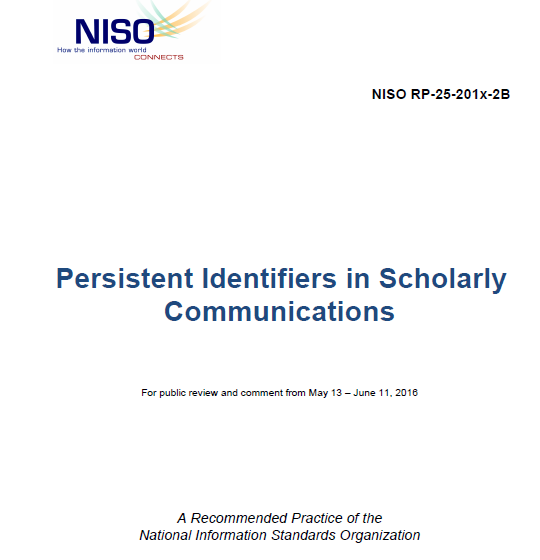 NISO
How the information world
CONNECTS
NISO RP-25-201x-2B
Persistent Identifiers in Scholarly
Communications
For public review and comment from May 13 – June 11, 2016
A Recommended Practice of the
National Information Standards Organization